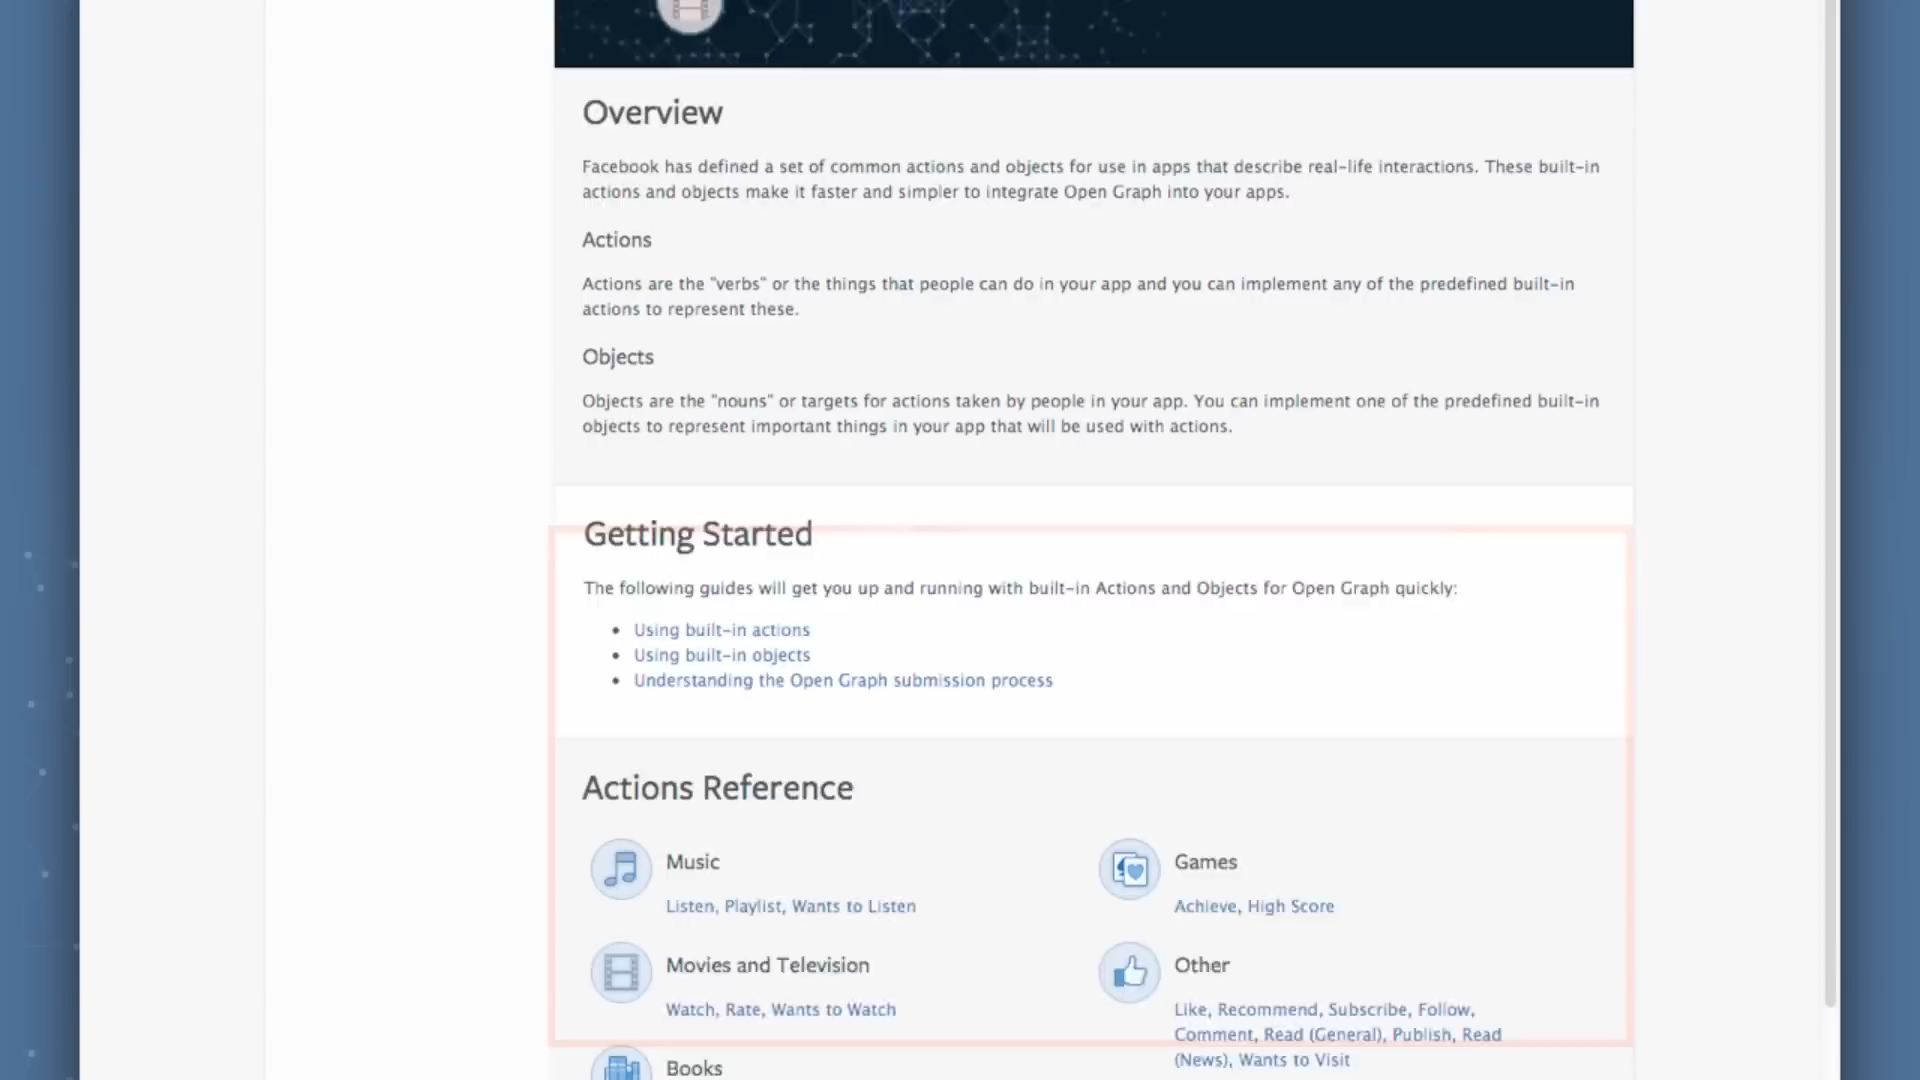 Overview
Facebook has defined a set of common actions and objects for use in apps that describe real-life interactions. These built-in
actions and objects make it faster and simpler to integrate Open Graph into your apps.
Actions
Actions are the "verbs" or the things that people can do in your app and you can implement any of the predefined built-in
actions to represent these.
Objects
Objects are the "nouns" or targets for actions taken by people in your app. You can implement one of the predefined built-in
objects to represent important things in your app that will be used with actions.
Getting Started
The following guides will get you up and running with built-in Actions and Objects for Open Graph quickly:
• Using built-in actions
• Using built-in objects
• Understanding the Open Graph submission process
Actions Reference
Music
Listen, Playlist, Wants to Listen
Games
Achieve, High Score
Movies and Television
Watch, Rate, Wants to Watch
Other
Like, Recommend, Subscribe, Follow,
Comment, Read (General), Publish, Read
(News), Wants to Visit
Books